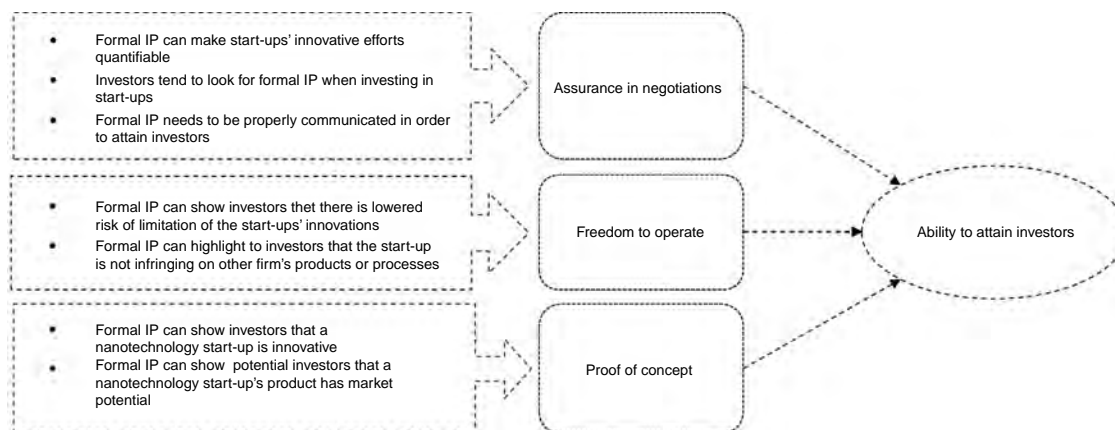 • Formal IP can make start-ups' innovative efforts
quantifiable
• Investors tend to look for formal IP when investing in
start-ups
• Formal IP needs to be properly communicated in order
to attain investors
Assurance in negotiations
• Formal IP can show investors thet there is lowered
risk of limitation of the start-ups' innovations
• Formal IP can highlight to investors that the start-up
is not infringing on other firm's products or processes
Freedom to operate
Ability to attain investors
• Formal IP can show investors that a
nanotechnology start-up is innovative
• Formal IP can show potential investors that a
nanotechnology start-up's product has market
potential
Proof of concept